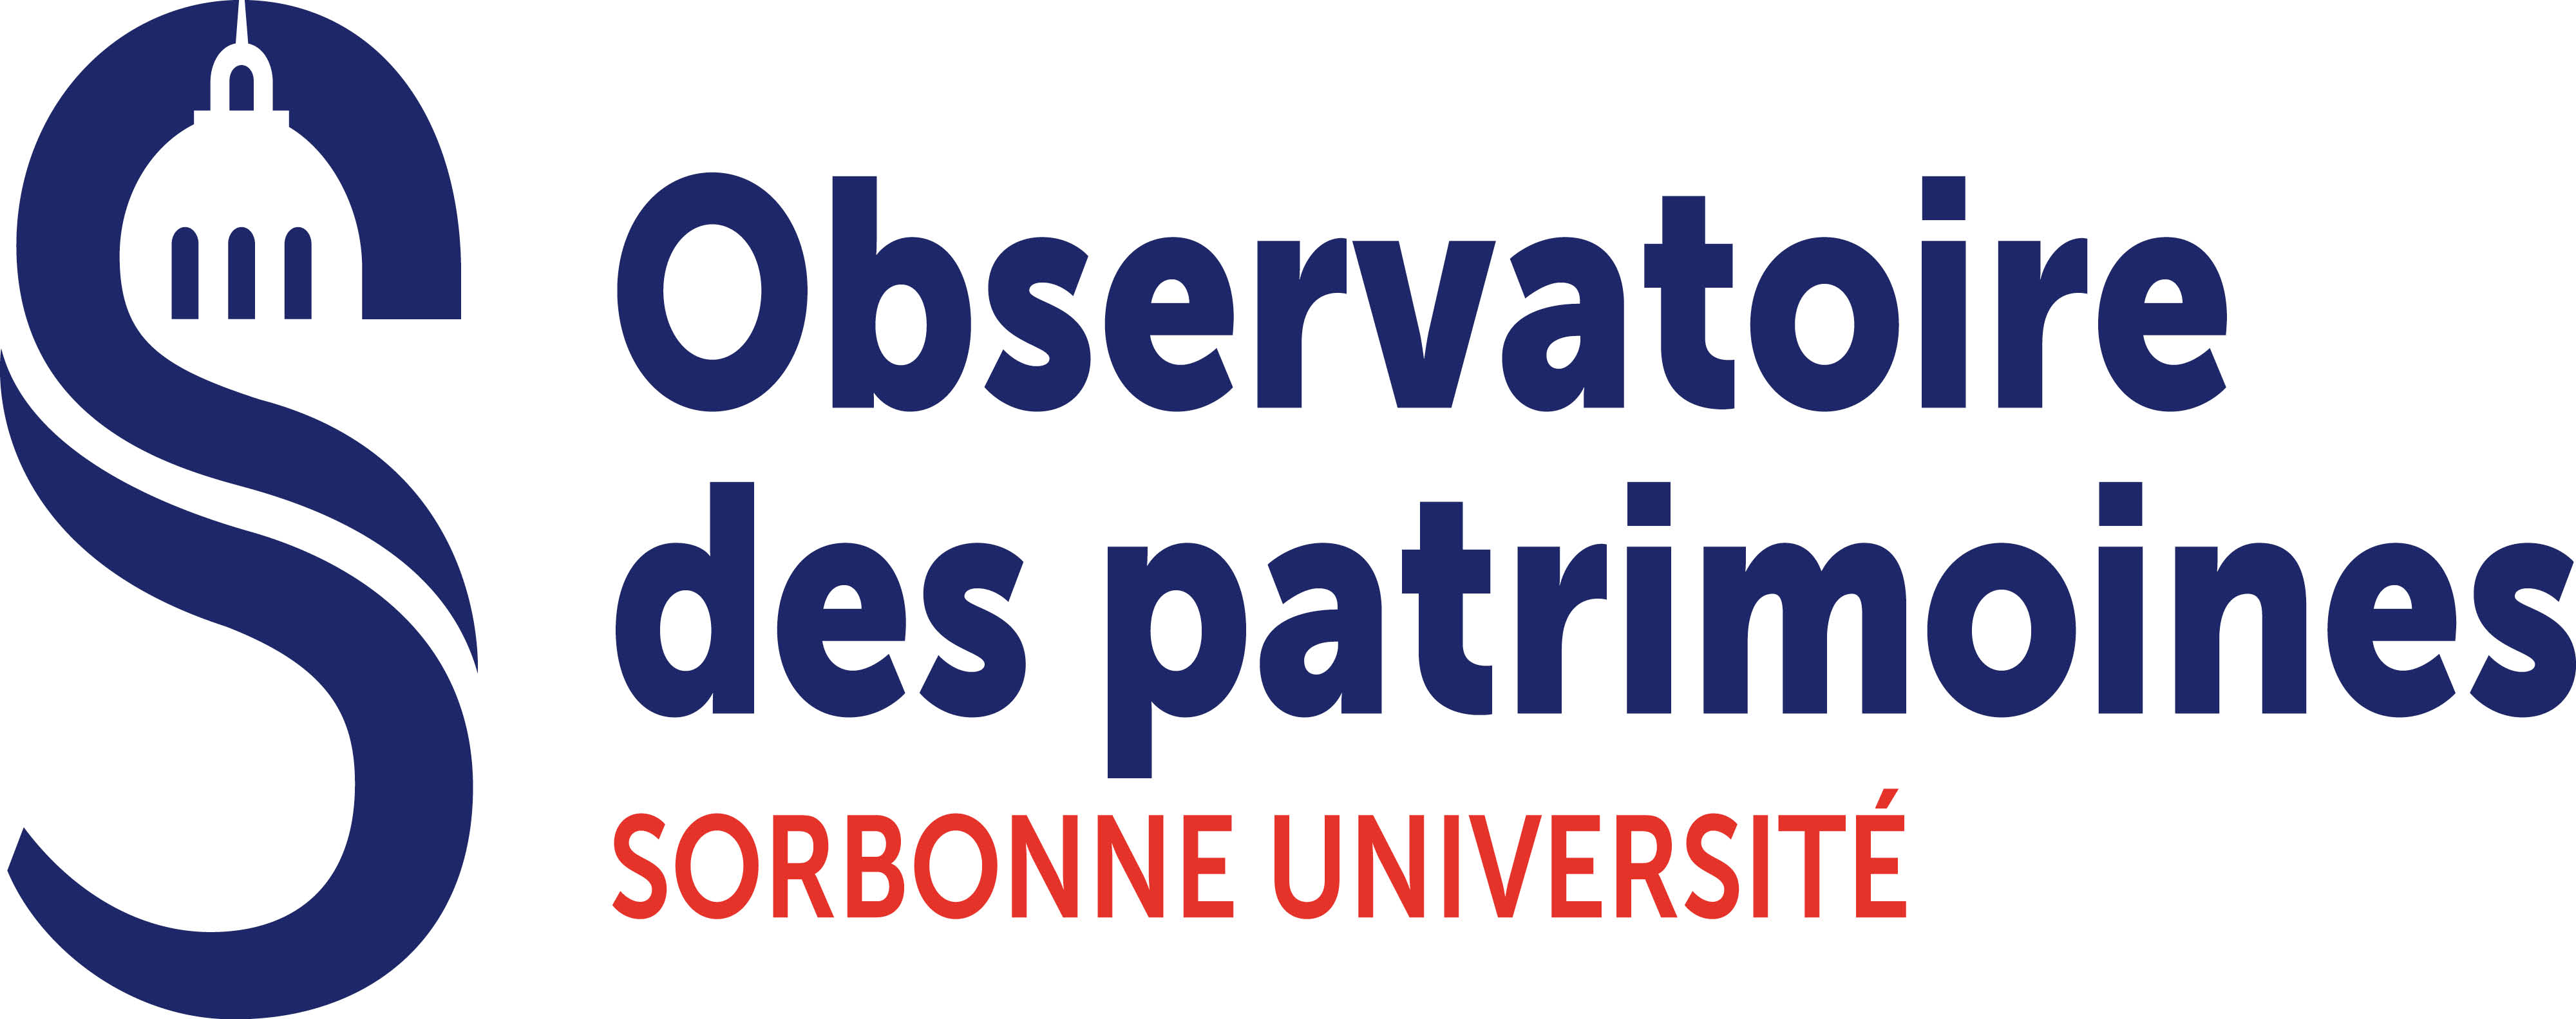 Observatoire
des patrimoines
SORBONNE UNIVERSITÉ